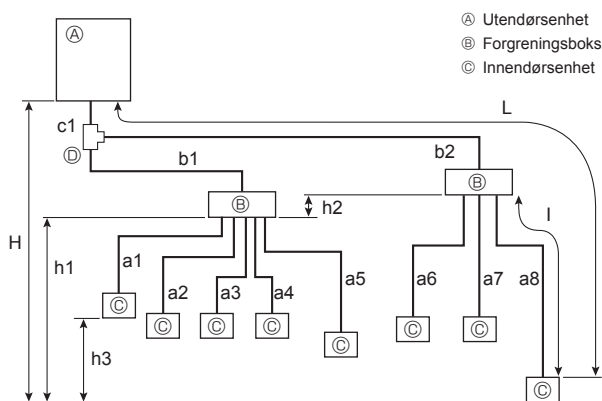 Ⓐ Utendørsenhet
Ⓑ Forgreningsboks
Ⓒ Innendørsenhet
Ⓐ
L
c1
Ⓓ
b1
b2
Ⓑ
Ⓑ
h2
l
H
h1
a1
a2
a3
a4
a5
a6
a7
a8
Ⓒ
Ⓒ
Ⓒ
Ⓒ
Ⓒ
Ⓒ
Ⓒ
Ⓒ
h3